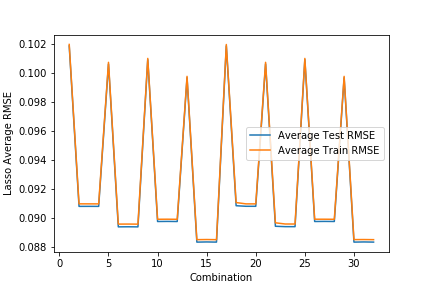 0.102
0.100
0.098
0.096
0.094
0.092
0.090
0.088
Lasso Average RMSE
Average Test RMSE
Average Train RMSE
0 5 10 15 20 25 30
Combination